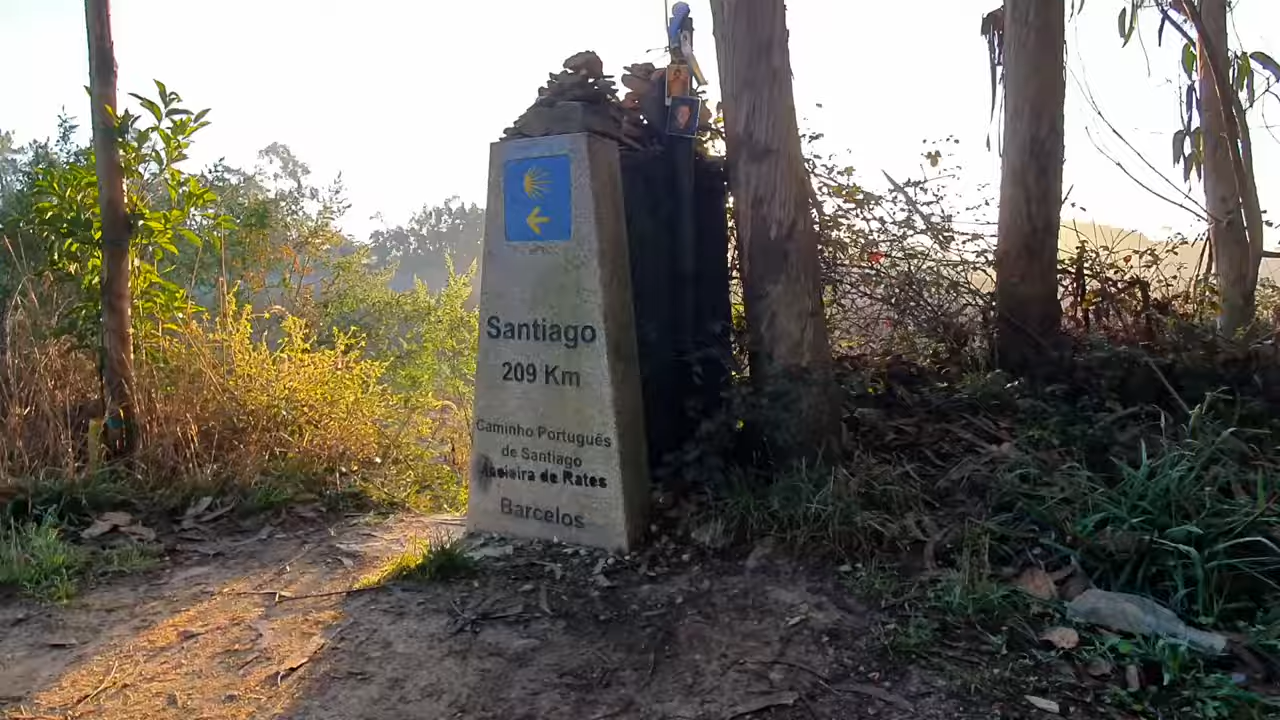 Santiago
209 Km
Caminho Português
de Santiago
de Rates
Barcelos